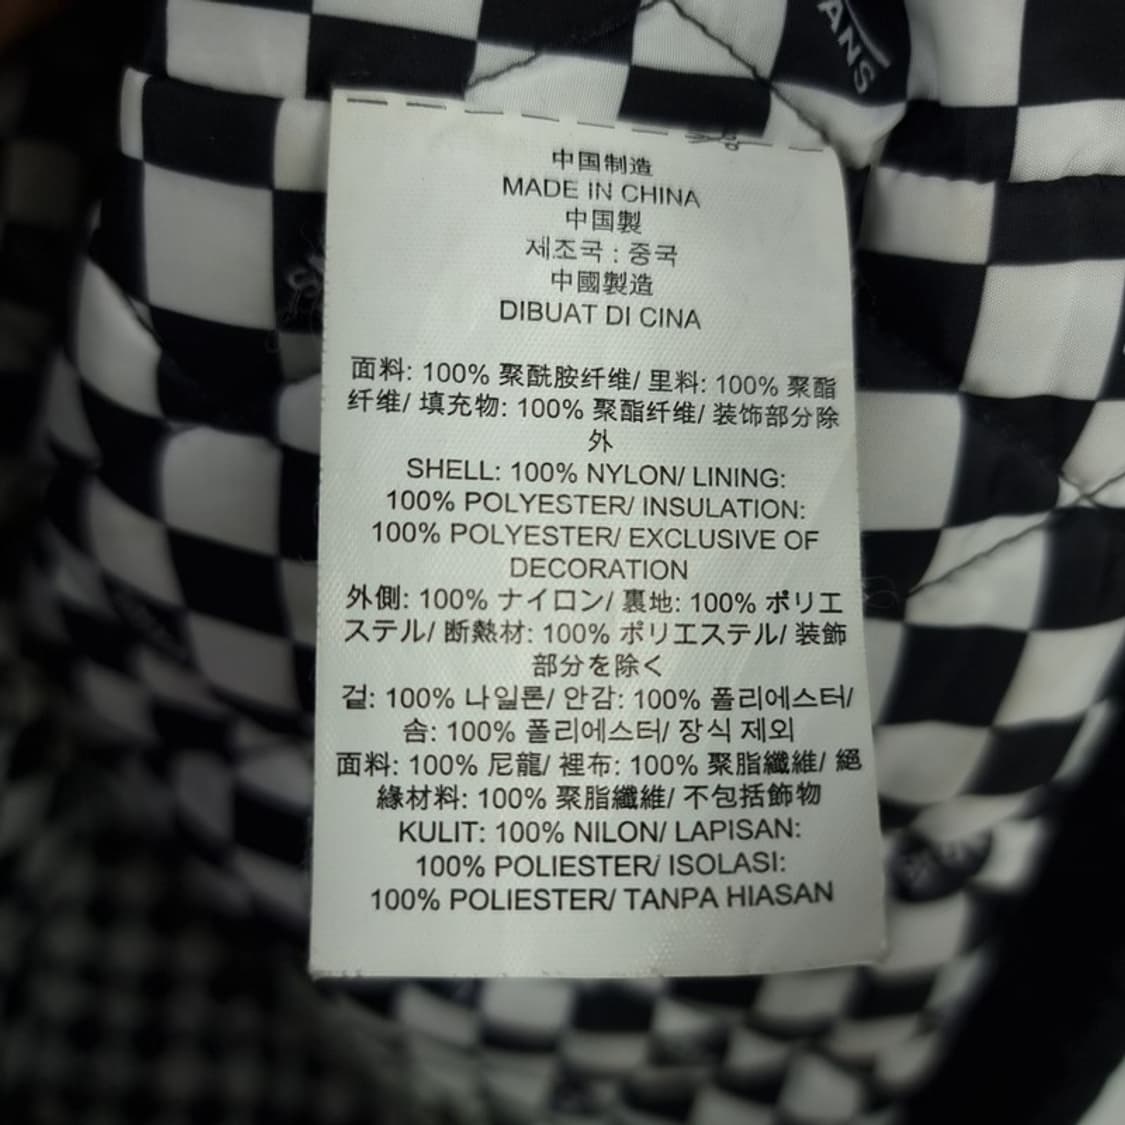 VANS
中国制造
MADE IN CHINA
中国製
제조국 : 중국
中國製造
DIBUAT DI CINA
面料: 100% 聚酰胺纤维/ 里料: 100% 聚酯
纤维/ 填充物: 100% 聚酯纤维/ 装饰部分除
外
SHELL: 100% NYLON/ LINING:
100% POLYESTER/ INSULATION:
100% POLYESTER/ EXCLUSIVE OF
DECORATION
外側: 100% ナイロン/ 裏地: 100% ポリエ
ステル/ 断熱材: 100% ポリエステル/ 装飾
部分を除く
겉: 100% 나일론/ 안감: 100% 폴리에스터/
솜: 100% 폴리에스터/ 장식 제외
面料: 100% 尼龍/ 裡布: 100% 聚脂纖維/ 絕
緣材料: 100% 聚脂纖維/ 不包括飾物
KULIT: 100% NILON/ LAPISAN:
100% POLIESTER/ ISOLASI:
100% POLIESTER/ TANPA HIASAN